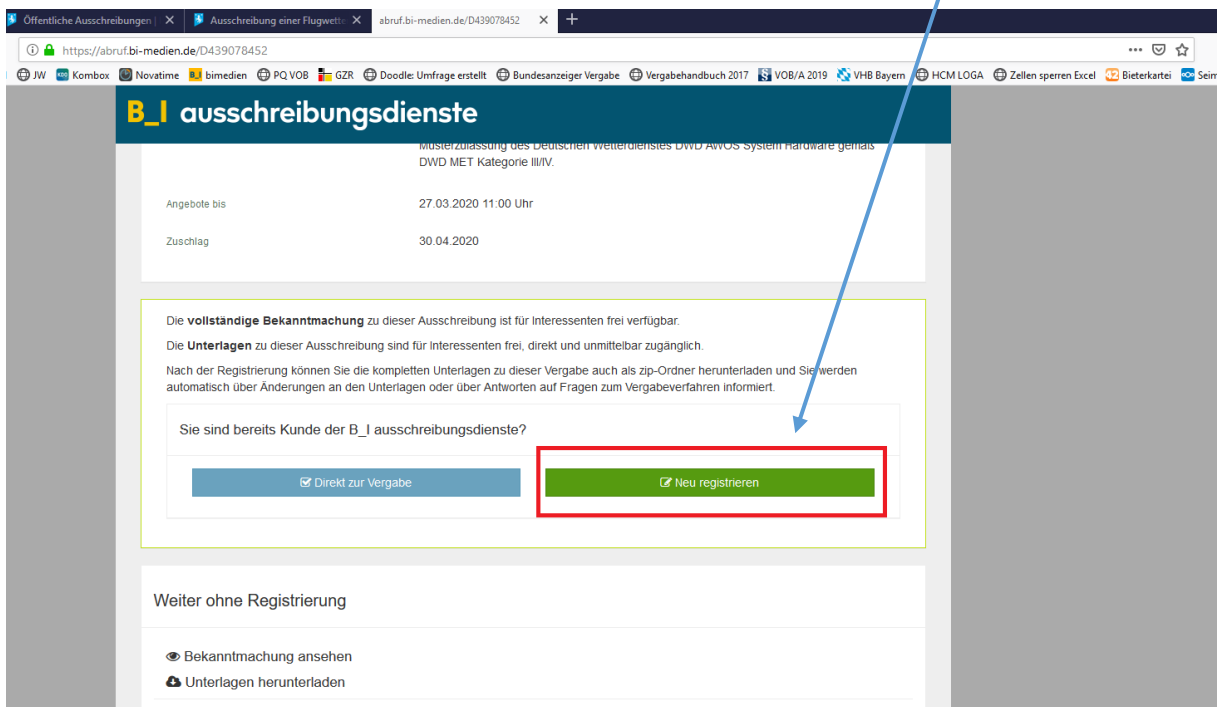 Öffentliche Ausschreibungen | × Ausschreibung einer Flugwette × abruf.bi-medien.de/D439078452 × +
https://abruf.bi-medien.de/D439078452
JW Kombox Novatime bimedien PQ VOB GZR Doodle: Umfrage erstellt Bundesanzeiger Vergabe Vergabehandbuch 2017 VOB/A 2019 VHB Bayern HCM LOGA Zellen sperren Excel 42 Bieterkartei Seim
B_I ausschreibungsdienste
Musterzulassung des Deutschen Wetterdienstes DWD AWOS System Hardware gemäß
DWD MET Kategorie III/IV.
Angebote bis 27.03.2020 11:00 Uhr
Zuschlag 30.04.2020
Die vollständige Bekanntmachung zu dieser Ausschreibung ist für Interessenten frei verfügbar.
Die Unterlagen zu dieser Ausschreibung sind für Interessenten frei, direkt und unmittelbar zugänglich.
Nach der Registrierung können Sie die kompletten Unterlagen zu dieser Vergabe auch als zip-Ordner herunterladen und Sie werden
automatisch über Änderungen an den Unterlagen oder über Antworten auf Fragen zum Vergabeverfahren informiert.
Sie sind bereits Kunde der B_I ausschreibungsdienste?
Direkt zur Vergabe Neu registrieren
Weiter ohne Registrierung
Bekanntmachung ansehen
Unterlagen herunterladen